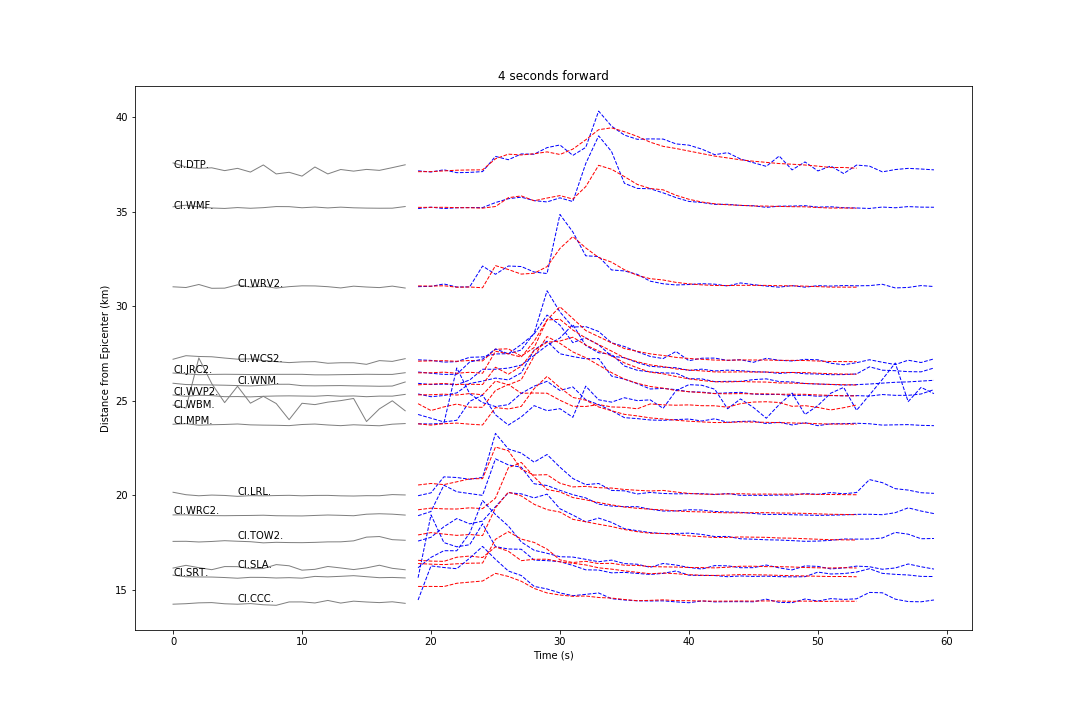 4 seconds forward
Distance from Epicenter (km)
40
35
30
25
20
15
CI.DTP.
CI.WMF.
CI.WRV2.
CI.WCS2.
CI.JRC2.
CI.WNM.
CI.WVP2.
CI.WBM.
CI.MPM.
CI.LRL.
CI.WRC2.
CI.TOW2.
CI.SLA.
CI.SRT.
CI.CCC.
0 10 20 30 40 50 60
Time (s)